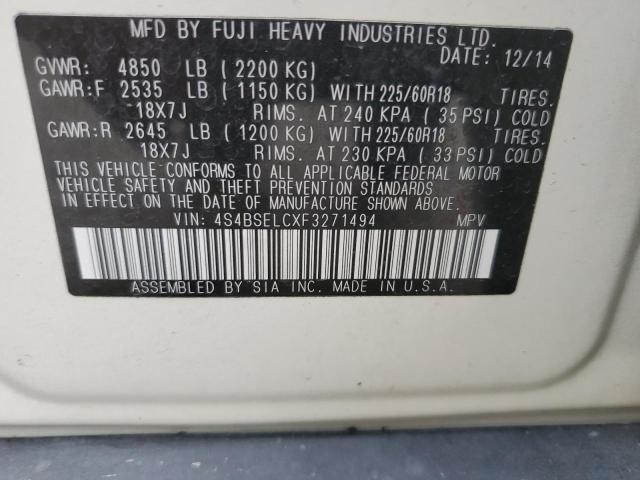 MFD BY FUJI HEAVY INDUSTRIES LTD.
DATE: 12/14
GVWR: 4850 LB (2200 KG)
GAWR:F 2535 LB (1150 KG) WITH 225/60R18 TIRES.
18X7J RIMS. AT 240 KPA (35 PSI) COLD
GAWR:R 2645 LB (1200 KG) WITH 225/60R18 TIRES.
18X7J RIMS. AT 230 KPA (33 PSI) COLD
THIS VEHICLE CONFORMS TO ALL APPLICABLE FEDERAL MOTOR
VEHICLE SAFETY AND THEFT PREVENTION STANDARDS
IN EFFECT ON THE DATE OF MANUFACTURE SHOWN ABOVE.
VIN: 4S4BSELCXF3271494 MPV
ASSEMBLED BY SIA INC. MADE IN U.S.A.